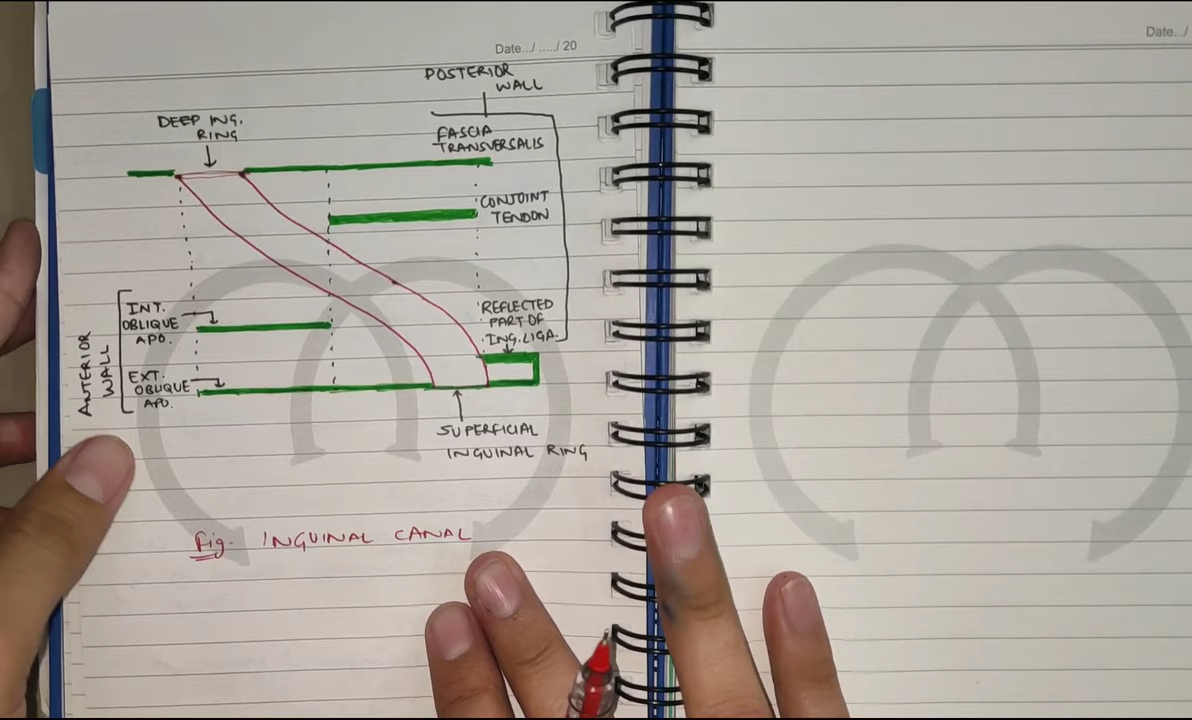 Date.../ ...../ 20
Date.../
POSTERIOR
WALL
DEEP ING.
RING
FASCIA
TRANSVERSALIS
CONJOINT
TENDON
REFLECTED
PART OF
ING. LIGA.
ANTERIOR
WALL
INT.
OBLIQUE
APO.
EXT.
OBLIQUE
APO.
SUPERFICIAL
INGUINAL RING
Fig. INGUINAL CANAL